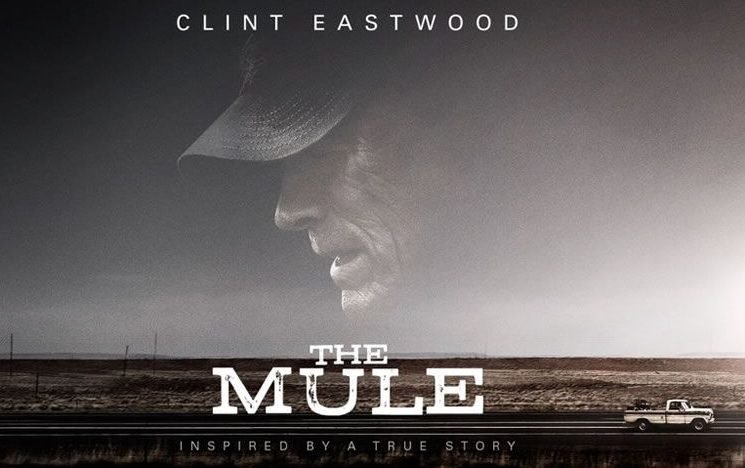 CLINT EASTWOOD
THE
MULE
INSPIRED BY A TRUE STORY